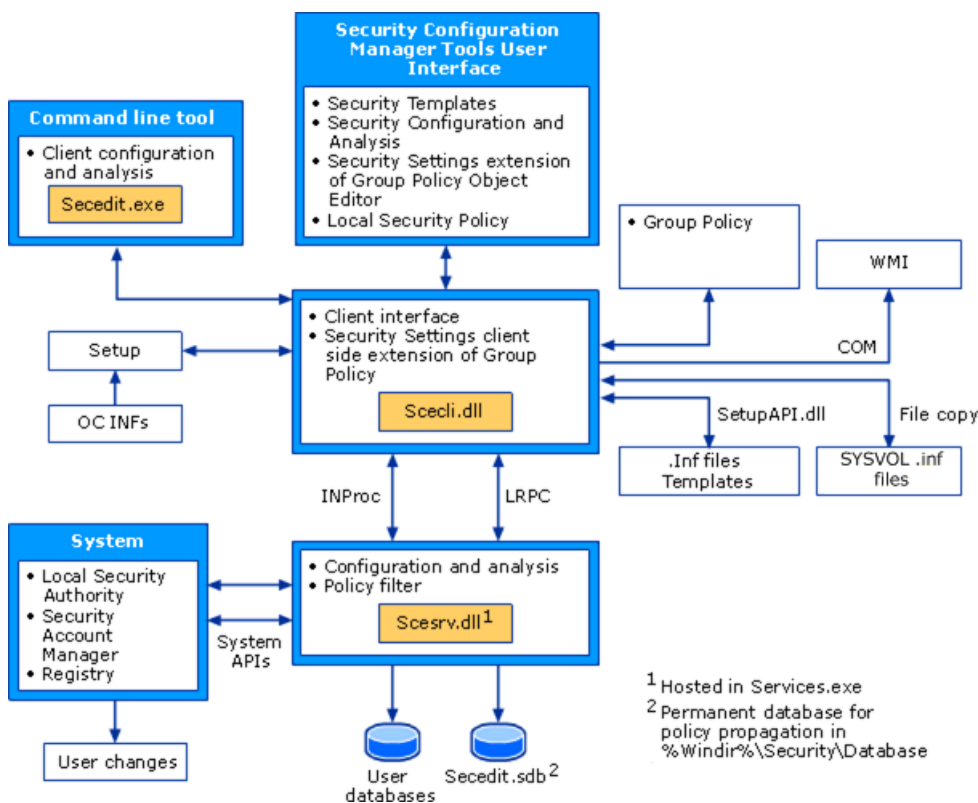 Security Configuration
Manager Tools User
Interface
• Security Templates
• Security Configuration and
Analysis
• Security Settings extension
of Group Policy Object
Editor
• Local Security Policy
Command line tool
• Client configuration
and analysis
Secedit.exe
• Group Policy
WMI
• Client interface
• Security Settings client
side extension of Group
Policy
Scecli.dll
Setup
OC INFs
COM
SetupAPI.dll
File copy
.Inf files
Templates
SYSVOL .inf
files
INProc
LRPC
System
• Local Security
Authority
• Security
Account
Manager
• Registry
System
APIs
• Configuration and analysis
• Policy filter
Scesrv.dll1
User changes
User
databases
Secedit.sdb2
1 Hosted in Services.exe
2 Permanent database for
policy propagation in
%Windir%\Security\Database